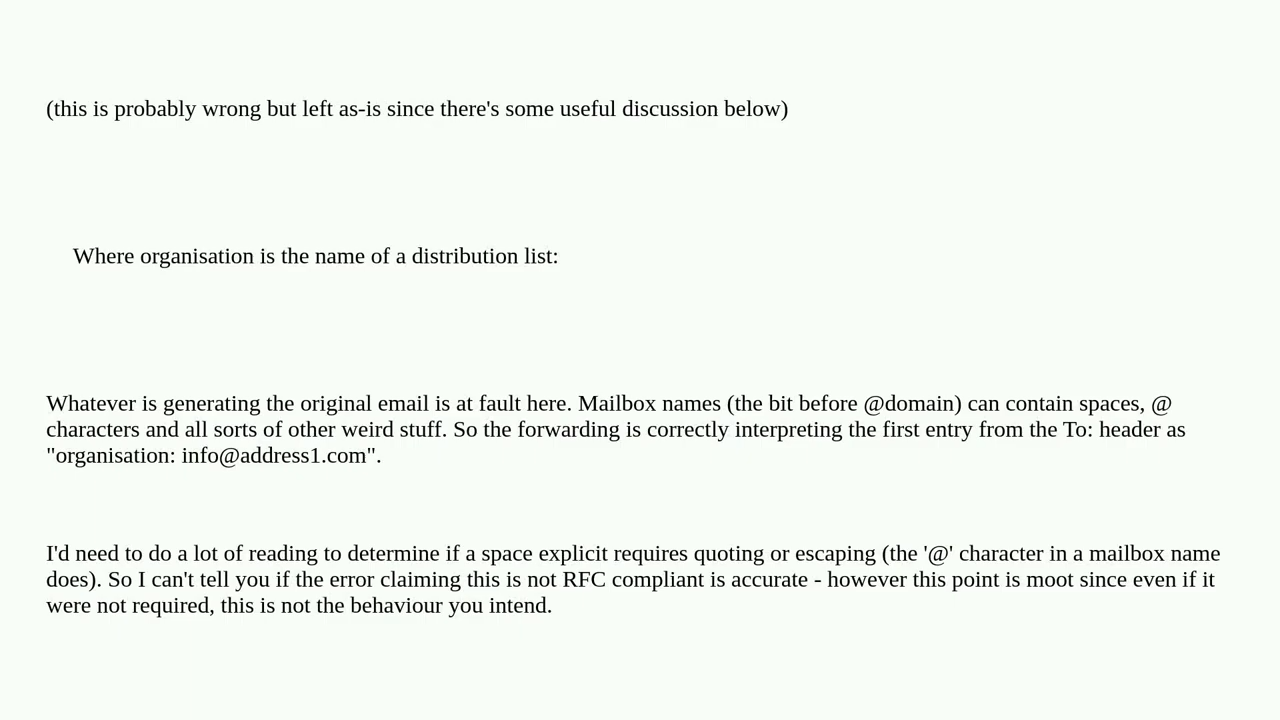 (this is probably wrong but left as-is since there's some useful discussion below)
Where organisation is the name of a distribution list:
Whatever is generating the original email is at fault here. Mailbox names (the bit before @domain) can contain spaces, @
characters and all sorts of other weird stuff. So the forwarding is correctly interpreting the first entry from the To: header as
"organisation: info@address1.com".
I'd need to do a lot of reading to determine if a space explicit requires quoting or escaping (the '@' character in a mailbox name
does). So I can't tell you if the error claiming this is not RFC compliant is accurate - however this point is moot since even if it
were not required, this is not the behaviour you intend.